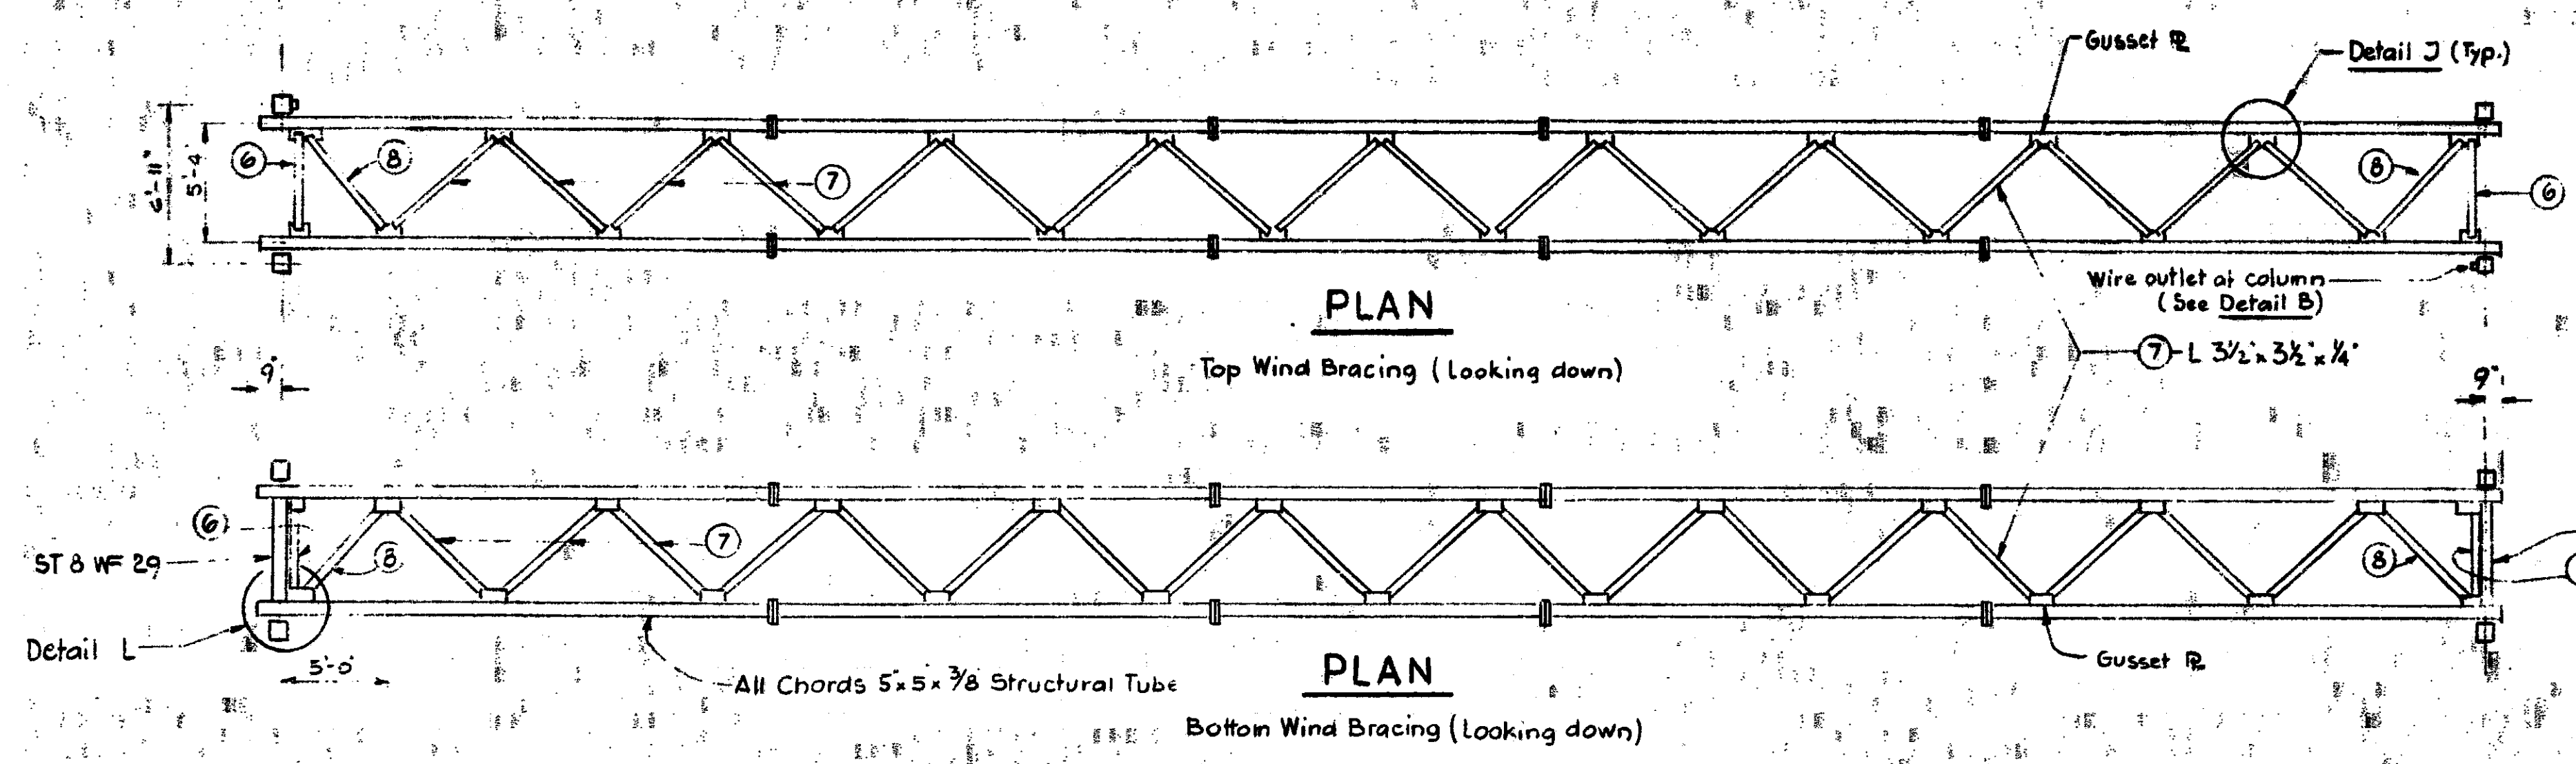 Gusset ⅊
Detail J (Typ.)
6'-11"
5'-4"
6
8
7
8
6
Wire outlet at column
(See Detail B)
PLAN
Top Wind Bracing (Looking down)
7 L 3½" x 3½" x ¼"
9"
9"
6
ST 8 WF 29
8
7
8
Detail L
5'-0"
All Chords 5"x 5"x 3/8 Structural Tube
PLAN
Gusset ⅊
Bottom Wind Bracing (Looking down)